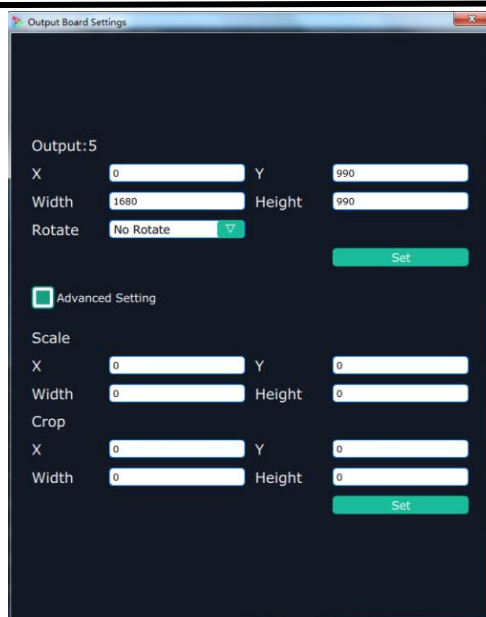 Output Board Settings
Output:5
X 0 Y 990
Width 1680 Height 990
Rotate No Rotate
Set
Advanced Setting
Scale
X 0 Y 0
Width 0 Height 0
Crop
X 0 Y 0
Width 0 Height 0
Set